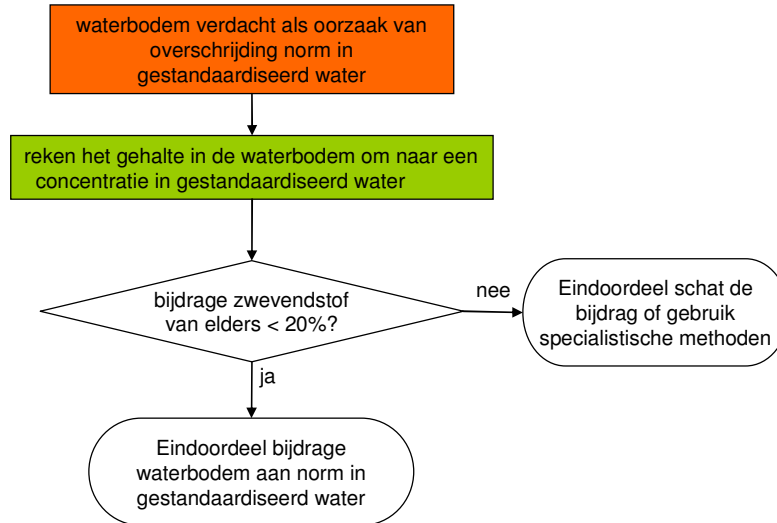 waterbodem verdacht als oorzaak van
overschrijding norm in
gestandaardiseerd water
reken het gehalte in de waterbodem om naar een
concentratie in gestandaardiseerd water
bijdrage zwevendstof
van elders < 20%?
nee
Eindoordeel schat de
bijdrag of gebruik
specialistische methoden
ja
Eindoordeel bijdrage
waterbodem aan norm in
gestandaardiseerd water